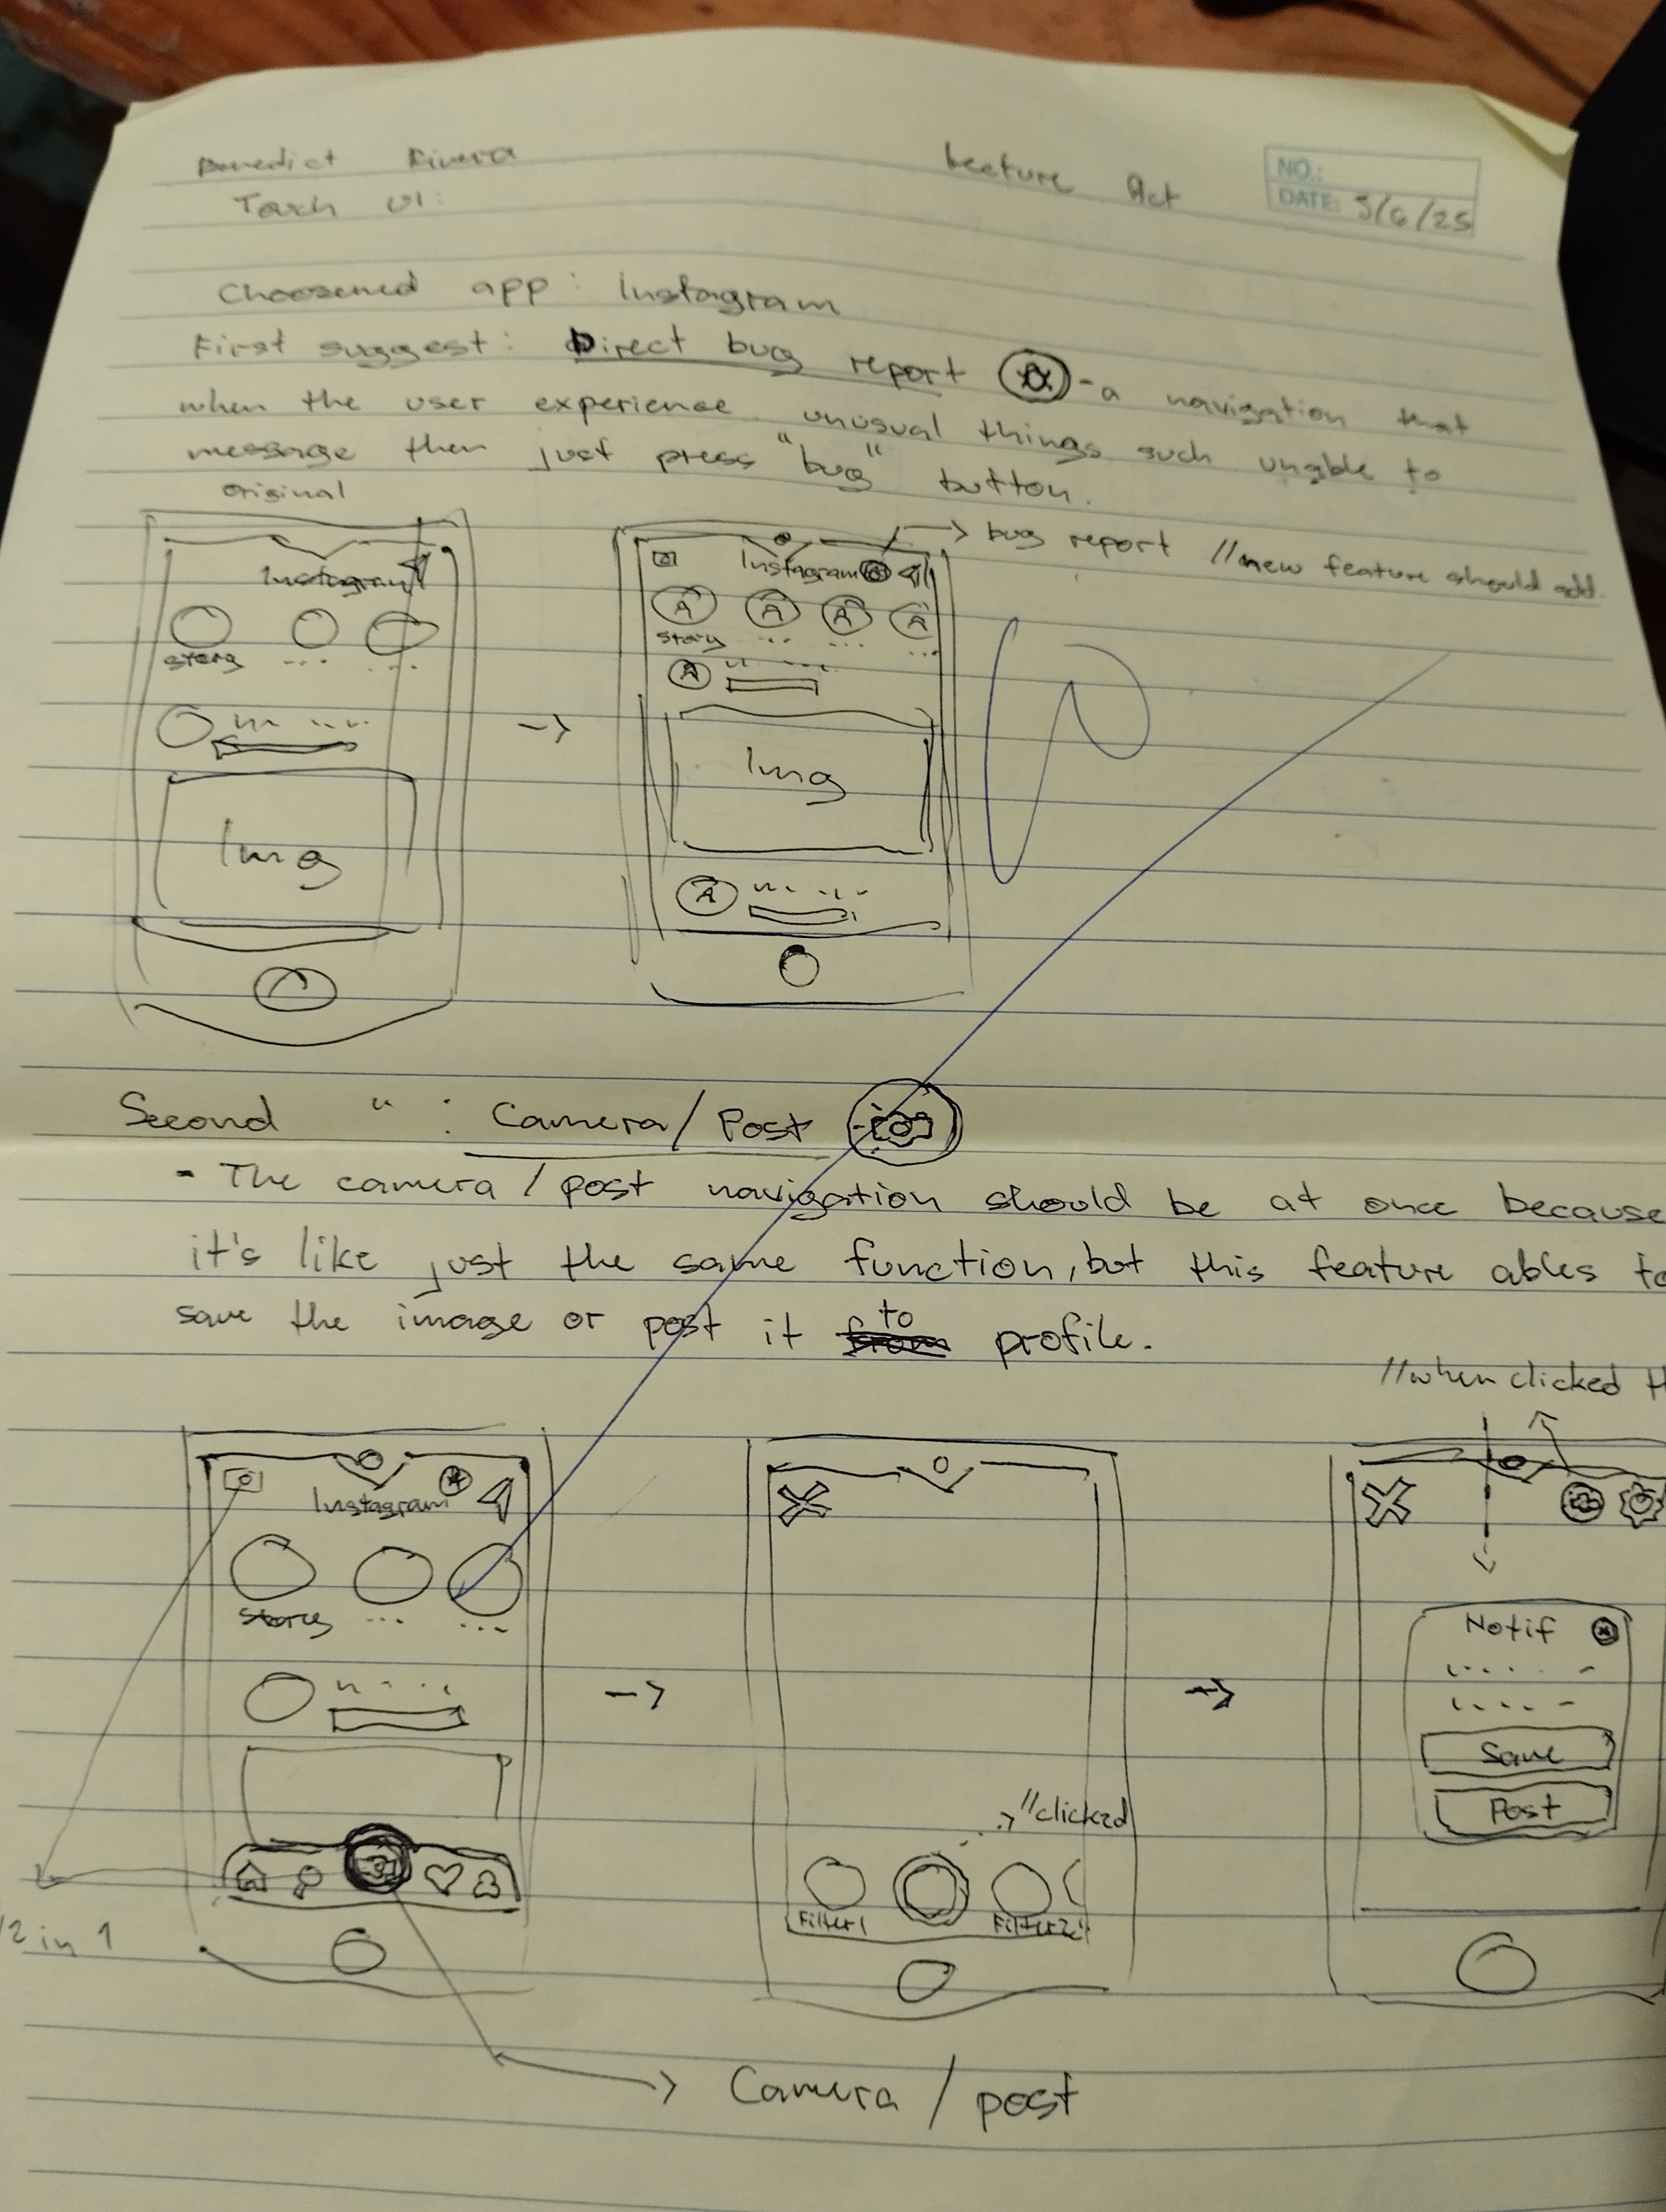 Benedict Rivera
Lecture Act
NO.:
DATE: 5/6/25
Touch UI:
Choosened app: Instagram
First suggest: Direct bug report - a navigation that
when the user experience unusual things such unable to
message then just press "bug" button.
original
bug report //new feature should add
Instagram
story ... ...
Img
->
Instagram
A A A A
story ... ... ...
A
Img
A
Second " : Camera/Post
- The camera / post navigation should be at once because
it's like just the same function, but this feature ables to
save the image or post it to from profile.
//when clicked
Instagram
story ... ...
->
//clicked
Filter1 Filter2
->
Notif
Save
Post
2 in 1
Camera / post